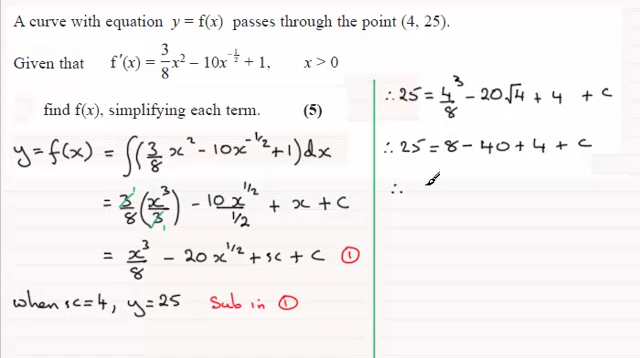 A curve with equation y = f(x) passes through the point (4, 25).
Given that f′(x) = 3/8 x² − 10x^(−1/2) + 1, x > 0
find f(x), simplifying each term. (5)
y = f(x) = ∫(3/8 x² − 10x^(−1/2) + 1)dx
= 3/8 (x³/3) − 10x^(1/2)/(1/2) + x + c
= x³/8 − 20x^(1/2) + x + c ①
when x = 4, y = 25 Sub in ①
∴ 25 = 4³/8 − 20√4 + 4 + c
∴ 25 = 8 − 40 + 4 + c
∴